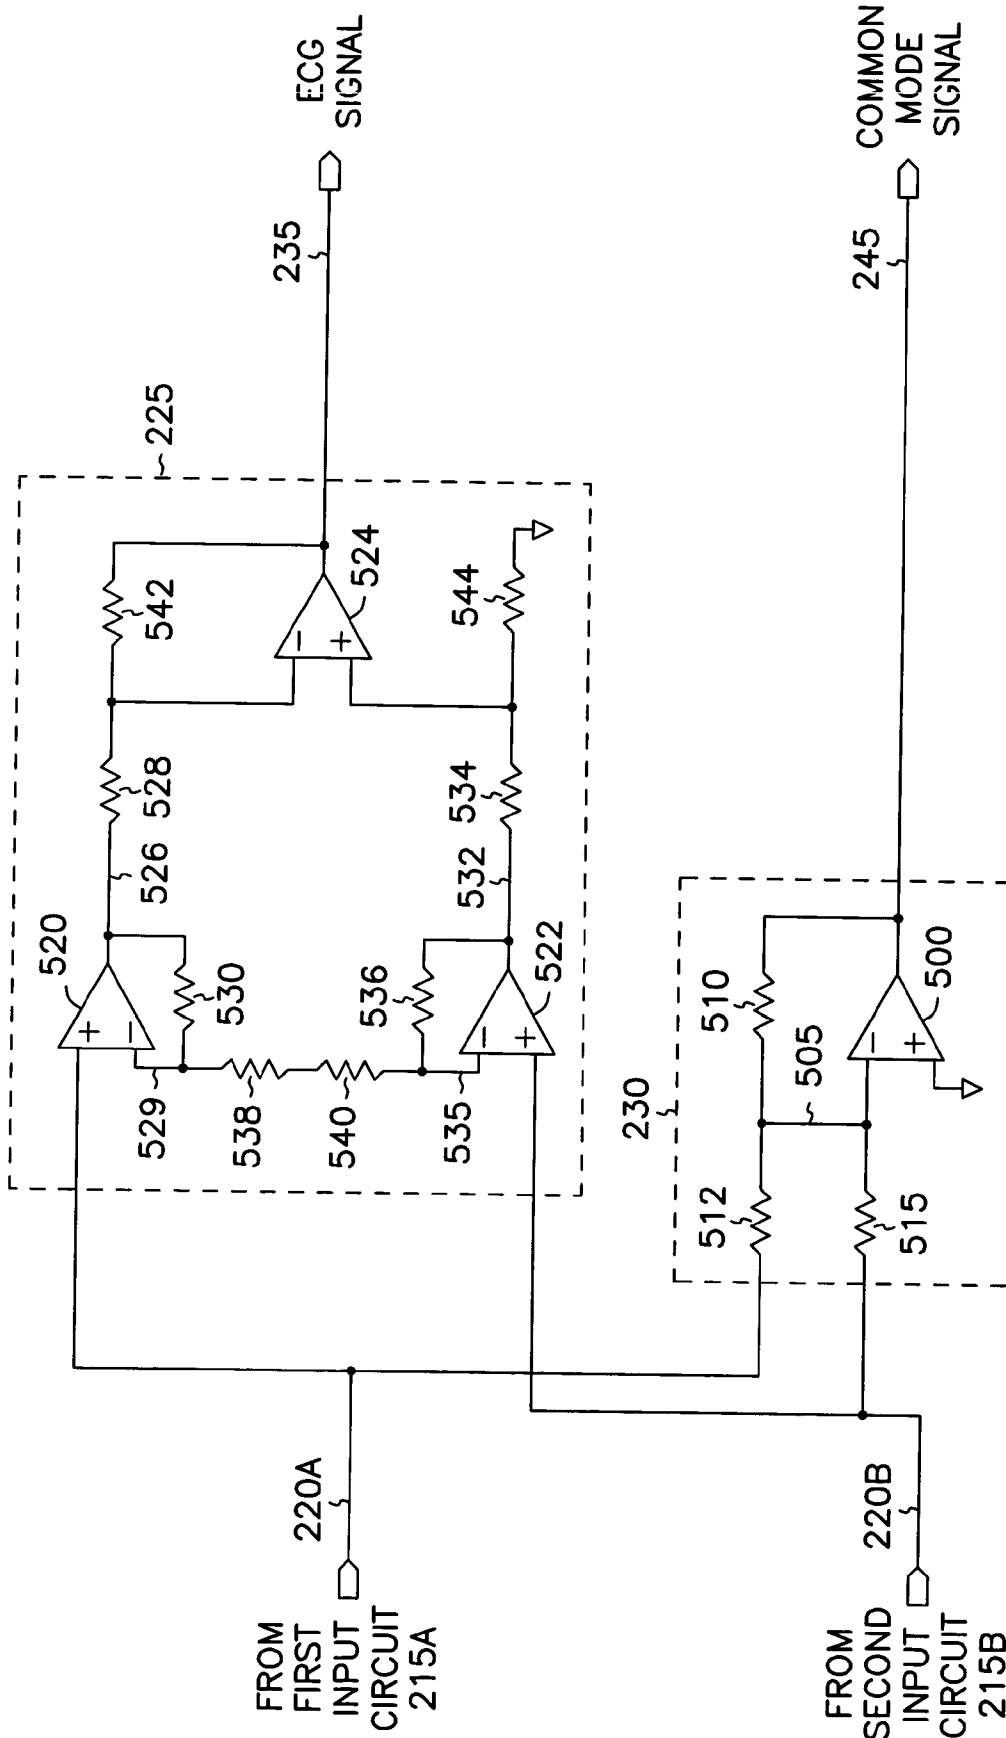 ECG
SIGNAL
235
COMMON
MODE
SIGNAL
245
225
542
524
544
528
534
526
532
520
522
530
536
529
538
540
535
+
−
−
+
−
+
230
510
505
500
512
515
−
+
220A
220B
FROM
FIRST
INPUT
CIRCUIT
215A
FROM
SECOND
INPUT
CIRCUIT
215B